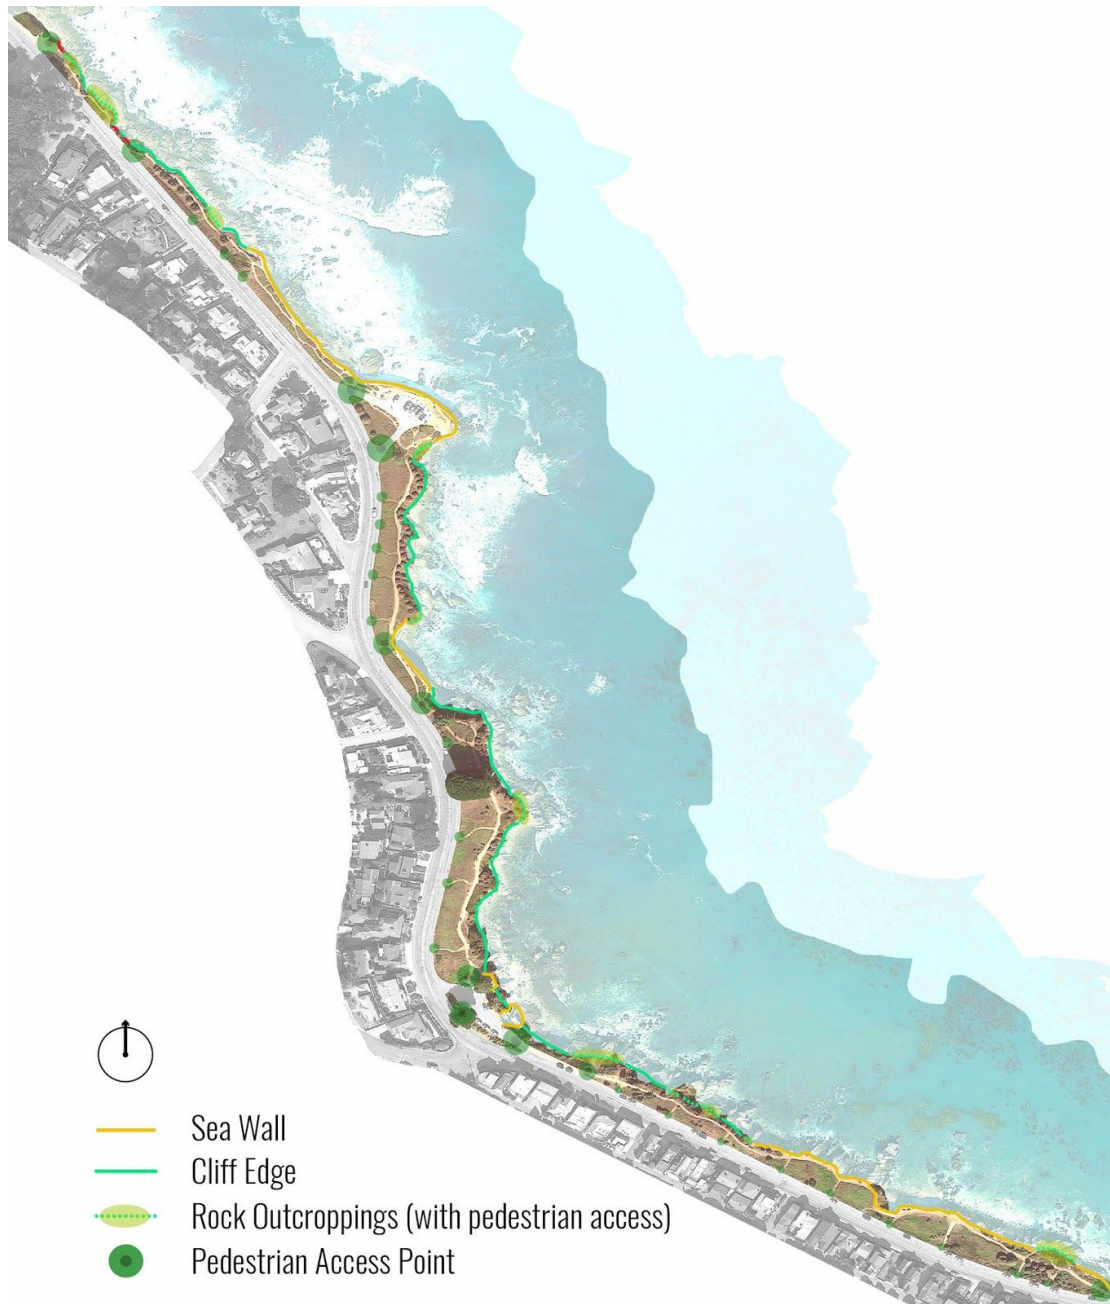 Sea Wall
Cliff Edge
Rock Outcroppings (with pedestrian access)
Pedestrian Access Point